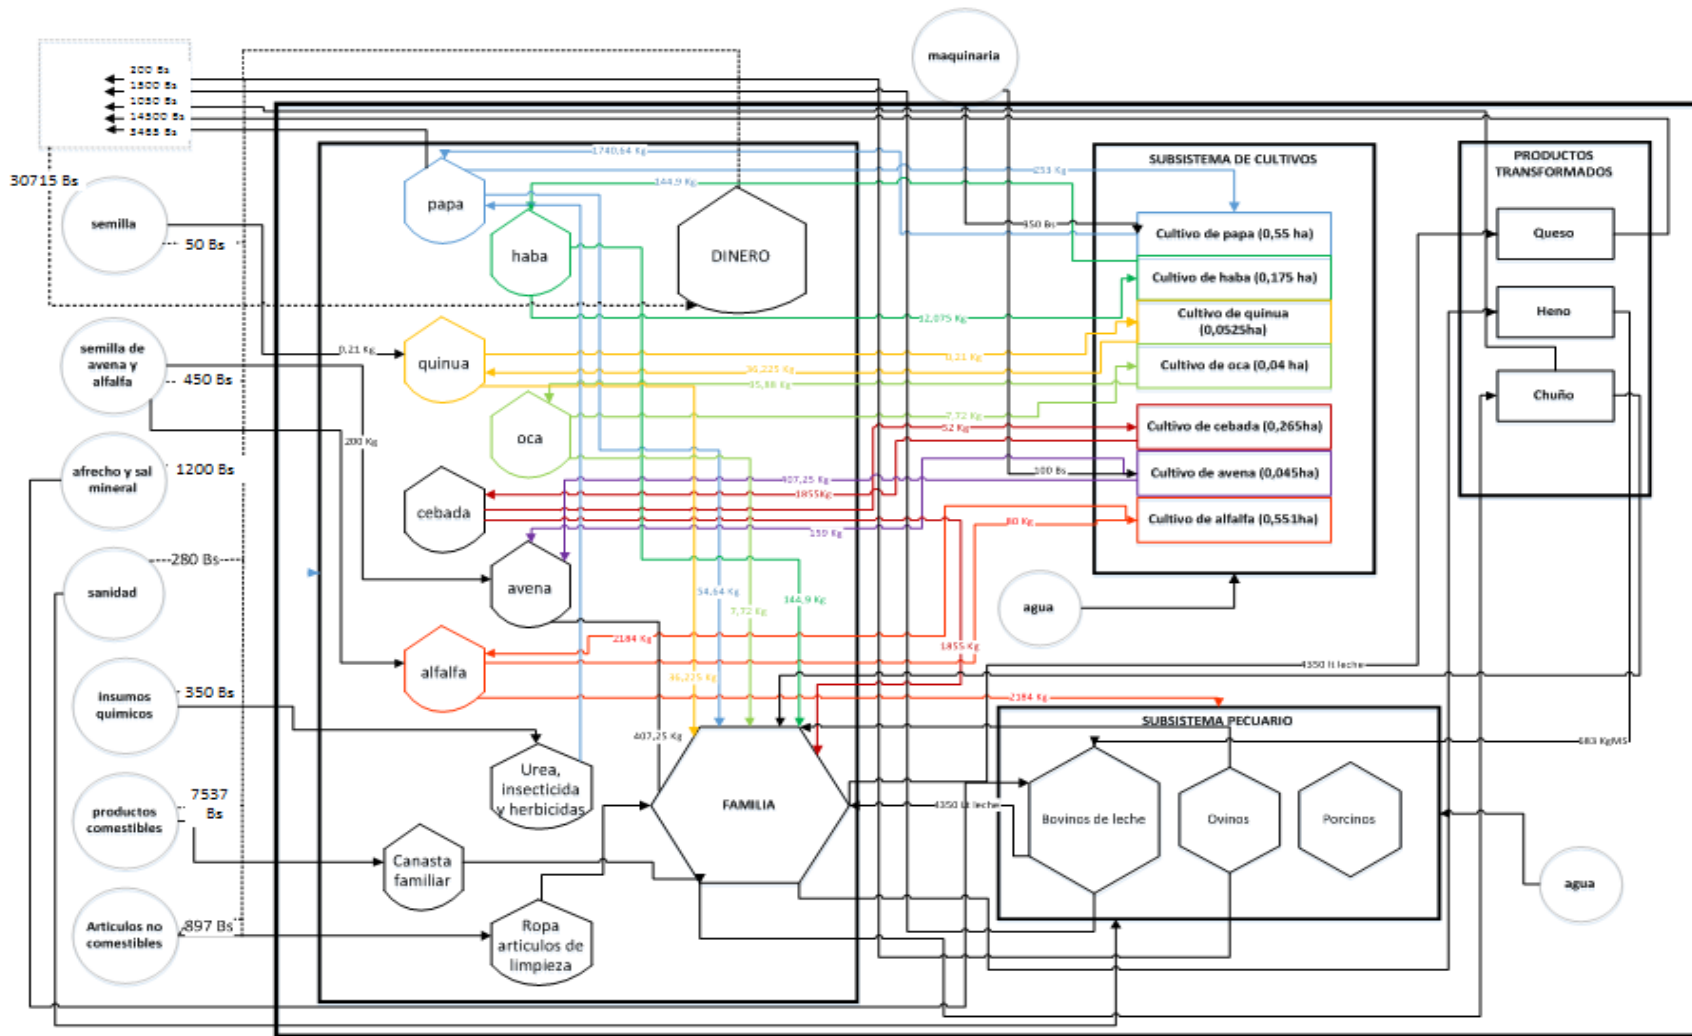 maquinaria
200 Bs
1500 Bs
1050 Bs
14500 Bs
3465 Bs
30715 Bs
semilla
50 Bs
semilla de
avena y
alfalfa
450 Bs
afrecho y sal
mineral
1200 Bs
sanidad
280 Bs
insumos
quimicos
350 Bs
productos
comestibles
7537
Bs
Articulos no
comestibles
897 Bs
papa
haba
DINERO
quinua
oca
cebada
avena
alfalfa
Urea,
insecticida
y herbicidas
Canasta
familiar
Ropa
articulos de
limpieza
FAMILIA
0,21 Kg
200 Kg
1740,64 Kg
144,9 Kg
253 Kg
350 Bs
12,075 Kg
0,21 Kg
36,225 Kg
7,72 Kg
52 Kg
100 Bs
407,25 Kg
1855Kg
80 Kg
159 Kg
54,64 Kg
7,72 Kg
144,9 Kg
2184 Kg
1855 Kg
36,225 Kg
2184 Kg
407,25 Kg
4350 lt leche
4350 Lt leche
683 KgMS
SUBSISTEMA DE CULTIVOS
Cultivo de papa (0,55 ha)
Cultivo de haba (0,175 ha)
Cultivo de quinua
(0,0525ha)
Cultivo de oca (0,04 ha)
Cultivo de cebada (0,265ha)
Cultivo de avena (0,045ha)
Cultivo de alfalfa (0,551ha)
agua
PRODUCTOS
TRANSFORMADOS
Queso
Heno
Chuño
SUBSISTEMA PECUARIO
Bovinos de leche
Ovinos
Porcinos
agua